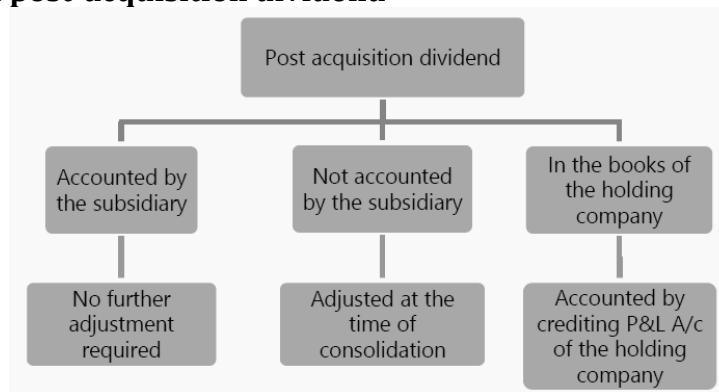 post acquisition dividend
Post acquisition dividend
Accounted by
the subsidiary
Not accounted
by the subsidiary
In the books of
the holding
company
No further
adjustment
required
Adjusted at the
time of
consolidation
Accounted by
crediting P&L A/c
of the holding
company